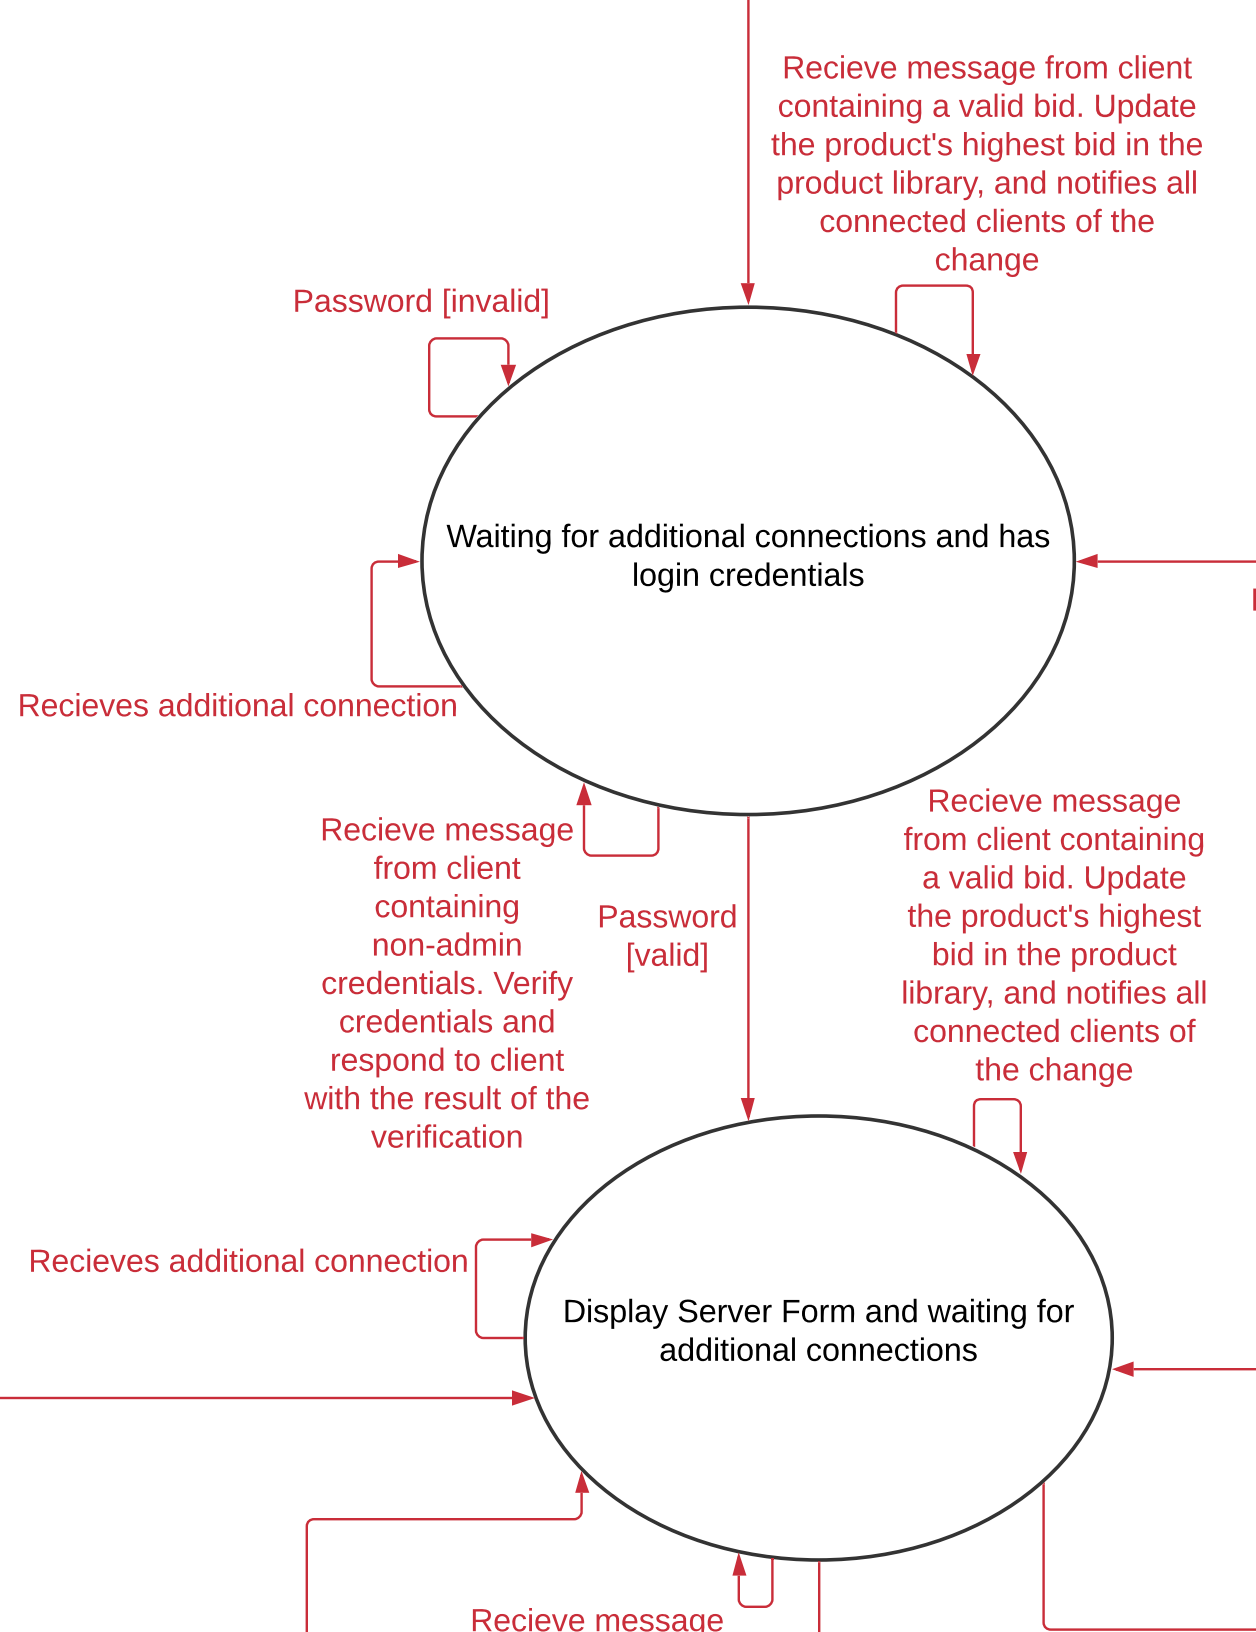 Recieve message from client
containing a valid bid. Update
the product's highest bid in the
product library, and notifies all
connected clients of the
change
Password [invalid]
Waiting for additional connections and has
login credentials
Recieves additional connection
Recieve message
from client
containing
non-admin
credentials. Verify
credentials and
respond to client
with the result of the
verification
Password
[valid]
Recieve message
from client containing
a valid bid. Update
the product's highest
bid in the product
library, and notifies all
connected clients of
the change
Recieves additional connection
Display Server Form and waiting for
additional connections
Recieve message